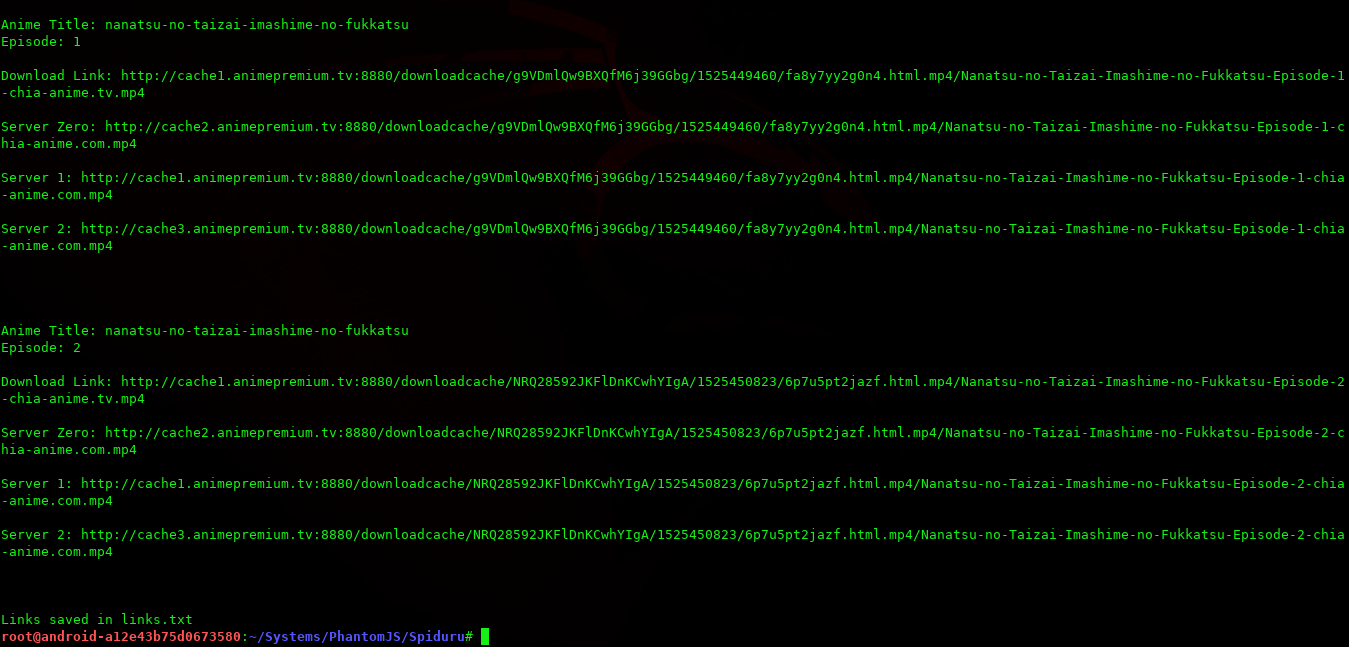 Anime Title: nanatsu-no-taizai-imashime-no-fukkatsu
Episode: 1
Download Link: http://cache1.animepremium.tv:8880/downloadcache/g9VDmlQw9BXQfM6j39GGbg/1525449460/fa8y7yy2g0n4.html.mp4/Nanatsu-no-Taizai-Imashime-no-Fukkatsu-Episode-1
-chia-anime.tv.mp4
Server Zero: http://cache2.animepremium.tv:8880/downloadcache/g9VDmlQw9BXQfM6j39GGbg/1525449460/fa8y7yy2g0n4.html.mp4/Nanatsu-no-Taizai-Imashime-no-Fukkatsu-Episode-1-c
hia-anime.com.mp4
Server 1: http://cache1.animepremium.tv:8880/downloadcache/g9VDmlQw9BXQfM6j39GGbg/1525449460/fa8y7yy2g0n4.html.mp4/Nanatsu-no-Taizai-Imashime-no-Fukkatsu-Episode-1-chia
-anime.com.mp4
Server 2: http://cache3.animepremium.tv:8880/downloadcache/g9VDmlQw9BXQfM6j39GGbg/1525449460/fa8y7yy2g0n4.html.mp4/Nanatsu-no-Taizai-Imashime-no-Fukkatsu-Episode-1-chia
-anime.com.mp4
Anime Title: nanatsu-no-taizai-imashime-no-fukkatsu
Episode: 2
Download Link: http://cache1.animepremium.tv:8880/downloadcache/NRQ28592JKFlDnKCwhYIgA/1525450823/6p7u5pt2jazf.html.mp4/Nanatsu-no-Taizai-Imashime-no-Fukkatsu-Episode-2
-chia-anime.tv.mp4
Server Zero: http://cache2.animepremium.tv:8880/downloadcache/NRQ28592JKFlDnKCwhYIgA/1525450823/6p7u5pt2jazf.html.mp4/Nanatsu-no-Taizai-Imashime-no-Fukkatsu-Episode-2-c
hia-anime.com.mp4
Server 1: http://cache1.animepremium.tv:8880/downloadcache/NRQ28592JKFlDnKCwhYIgA/1525450823/6p7u5pt2jazf.html.mp4/Nanatsu-no-Taizai-Imashime-no-Fukkatsu-Episode-2-chia
-anime.com.mp4
Server 2: http://cache3.animepremium.tv:8880/downloadcache/NRQ28592JKFlDnKCwhYIgA/1525450823/6p7u5pt2jazf.html.mp4/Nanatsu-no-Taizai-Imashime-no-Fukkatsu-Episode-2-chia
-anime.com.mp4
Links saved in links.txt
root@android-a12e43b75d0673580:~/Systems/PhantomJS/Spiduru#